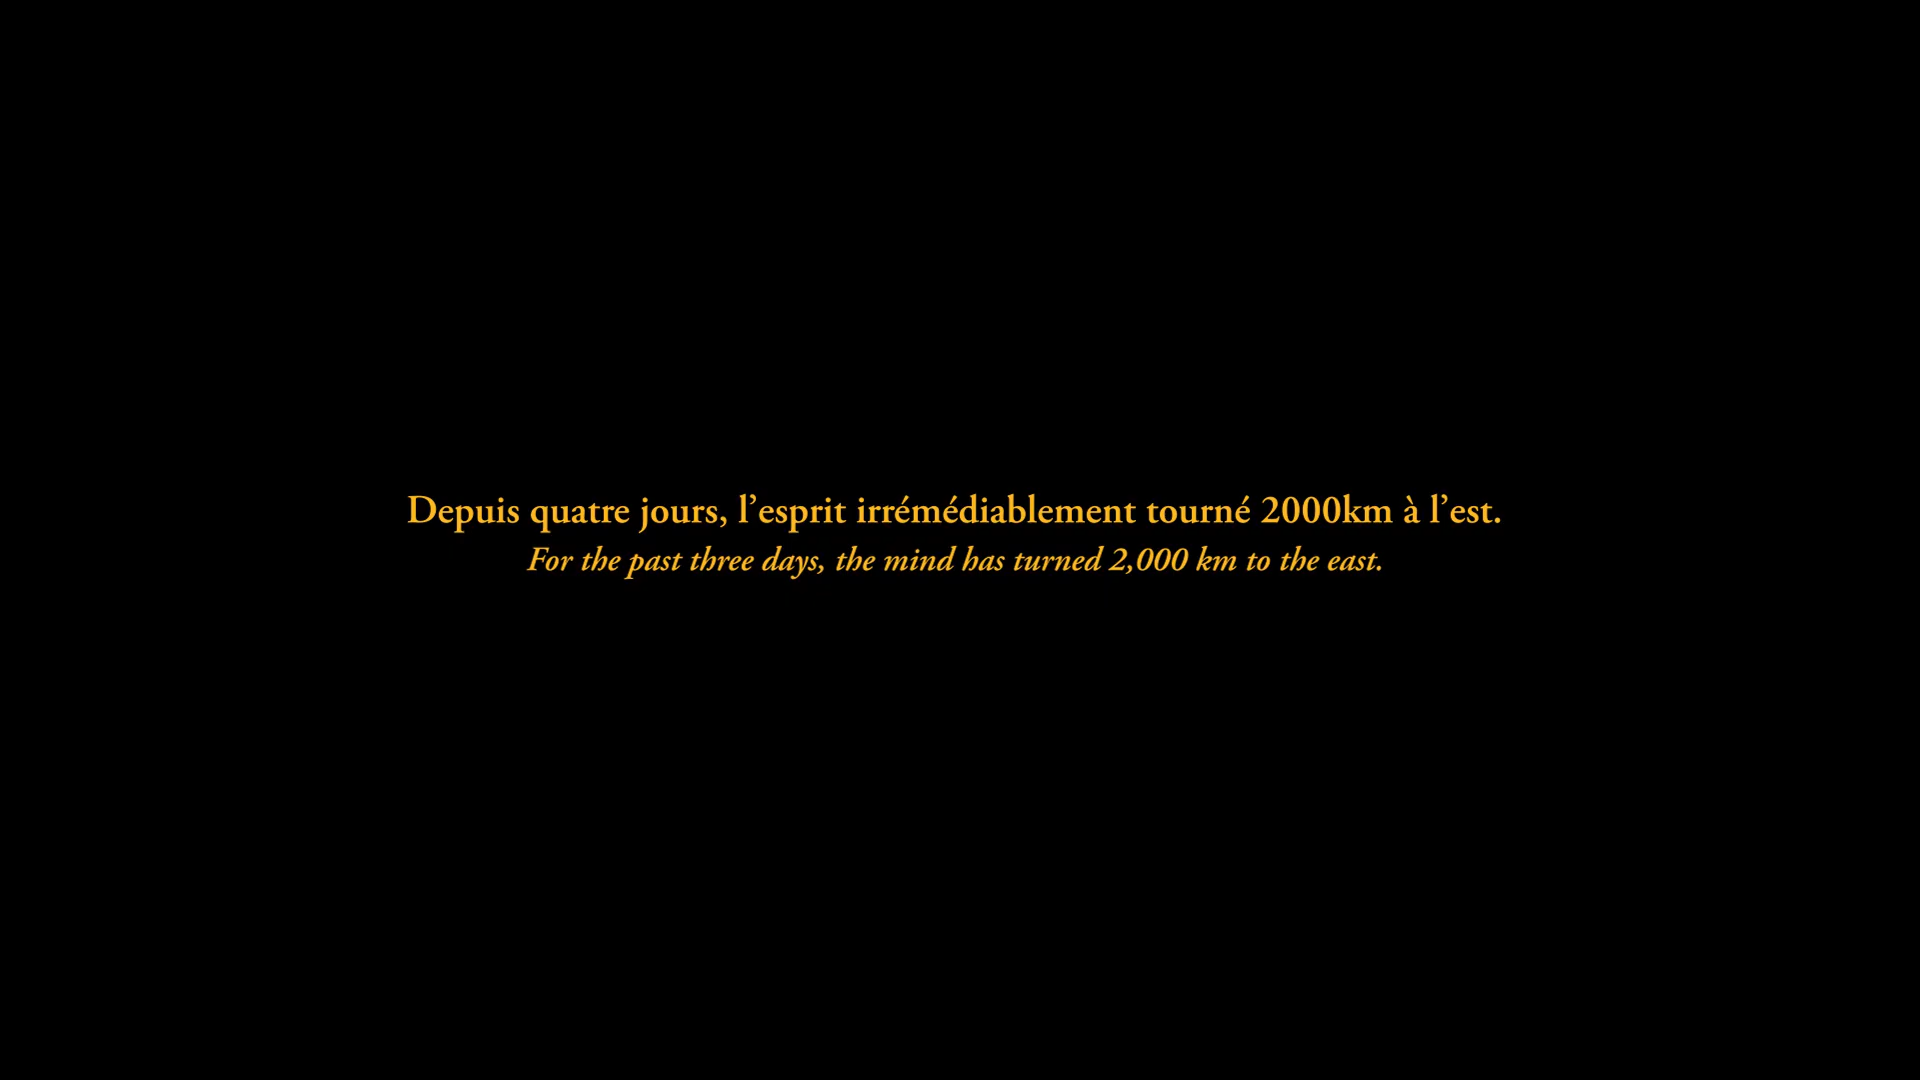 Depuis quatre jours, l’esprit irrémédiablement tourné 2000km à l’est.
For the past three days, the mind has turned 2,000 km to the east.